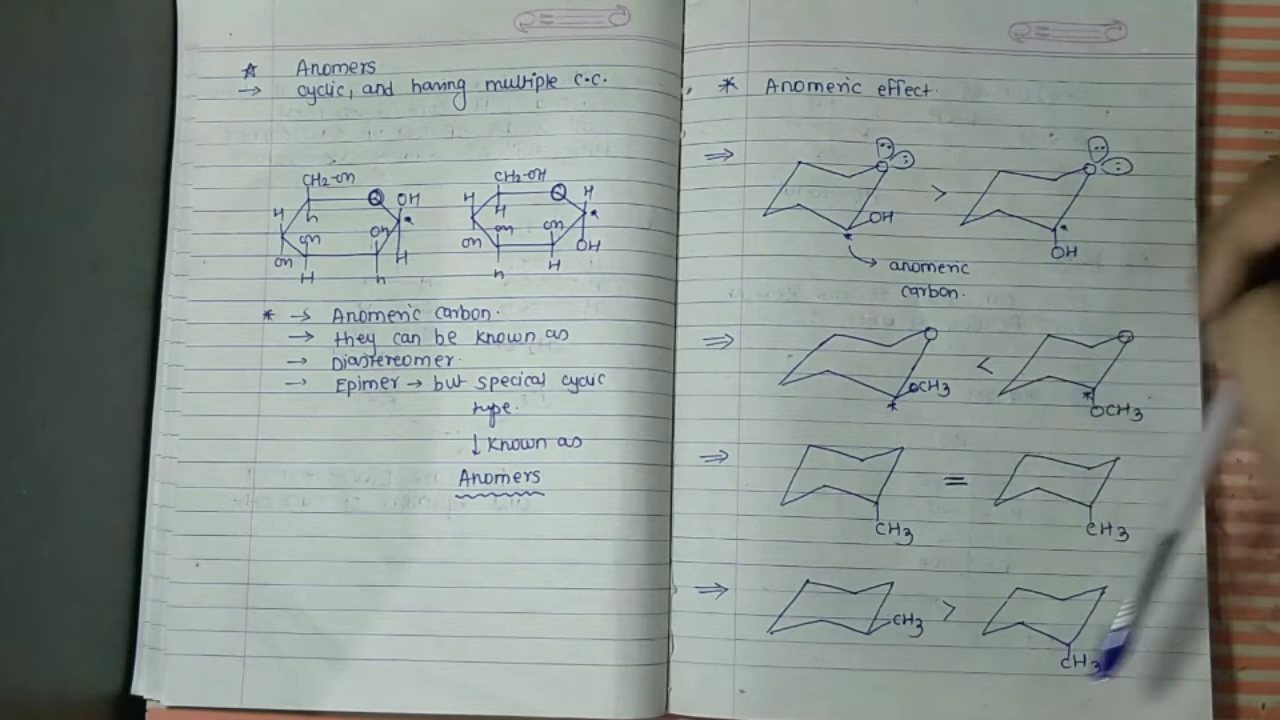 ☆ Anomers
→ cyclic, and having multiple c.c.
CH2-OH
O
OH
H
H
OH
OH
OH
H
H
H
CH2-OH
O
H
H
H
OH
OH
OH
OH
H
H
* → Anomeric carbon.
→ they can be known as
→ Diastereomer.
→ Epimer → but specical cyclic
type.
↓ known as
Anomers
* Anomeric effect.
⇒ O OH > O OH
* *
→ anomeric
carbon.
⇒ O OCH3 < O OCH3
* *
⇒ CH3 = CH3
⇒ CH3 > CH3